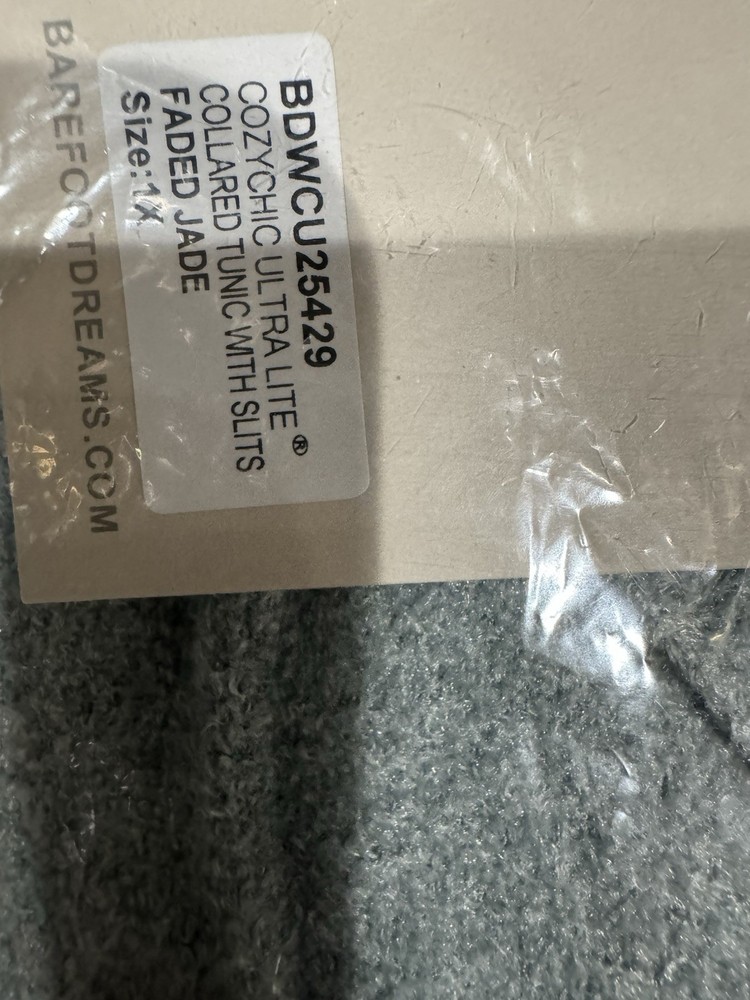 BDWCU25429
COZYCHIC ULTRA LITE®
COLLARED TUNIC WITH SLITS
FADED JADE
Size:1X
BAREFOOTDREAMS.COM